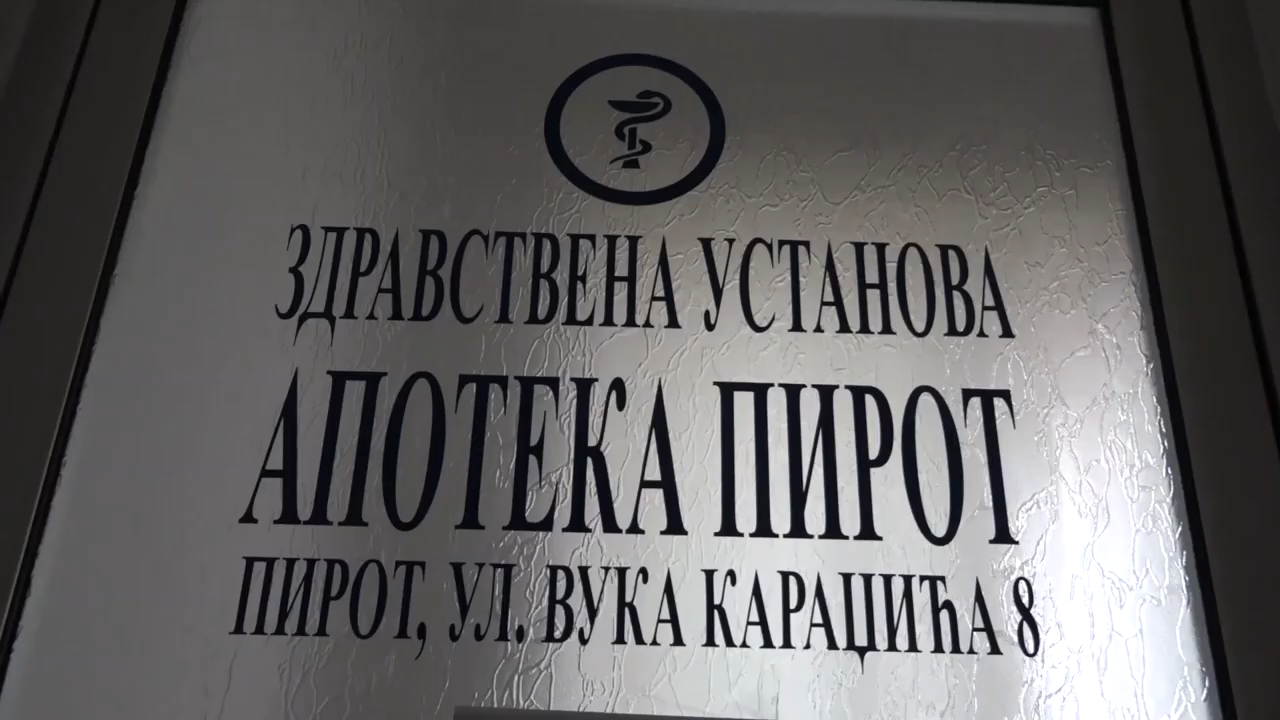 ЗДРАВСТВЕНА УСТАНОВА
АПОТЕКА ПИРОТ
ПИРОТ, УЛ. ВУКА КАРАЏИЋА 8